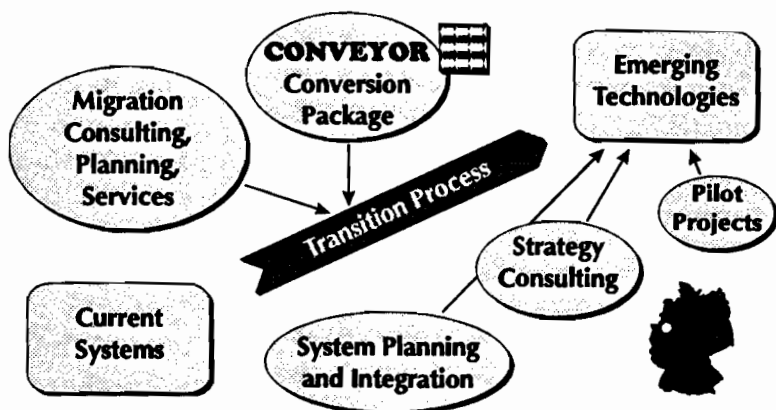 CONVEYOR
Conversion
Package
Emerging
Technologies
Migration
Consulting,
Planning,
Services
Transition Process
Pilot
Projects
Strategy
Consulting
Current
Systems
System Planning
and Integration